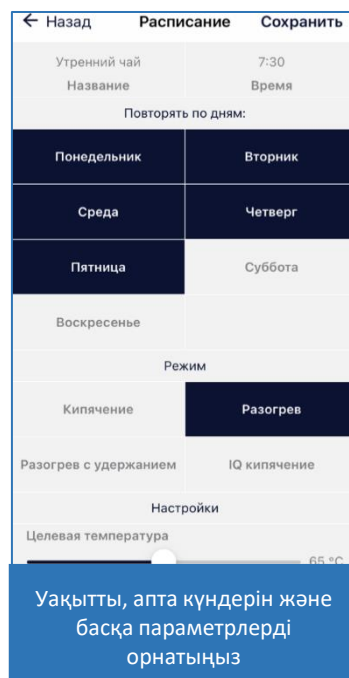 ← Назад Расписание Сохранить
Утренний чай 7:30
Название Время
Повторять по дням:
Понедельник Вторник
Среда Четверг
Пятница Суббота
Воскресенье
Режим
Кипячение Разогрев
Разогрев с удержанием IQ кипячение
Настройки
Целевая температура
65 °C
Уақытты, апта күндерін және
басқа параметрлерді
орнатыңыз